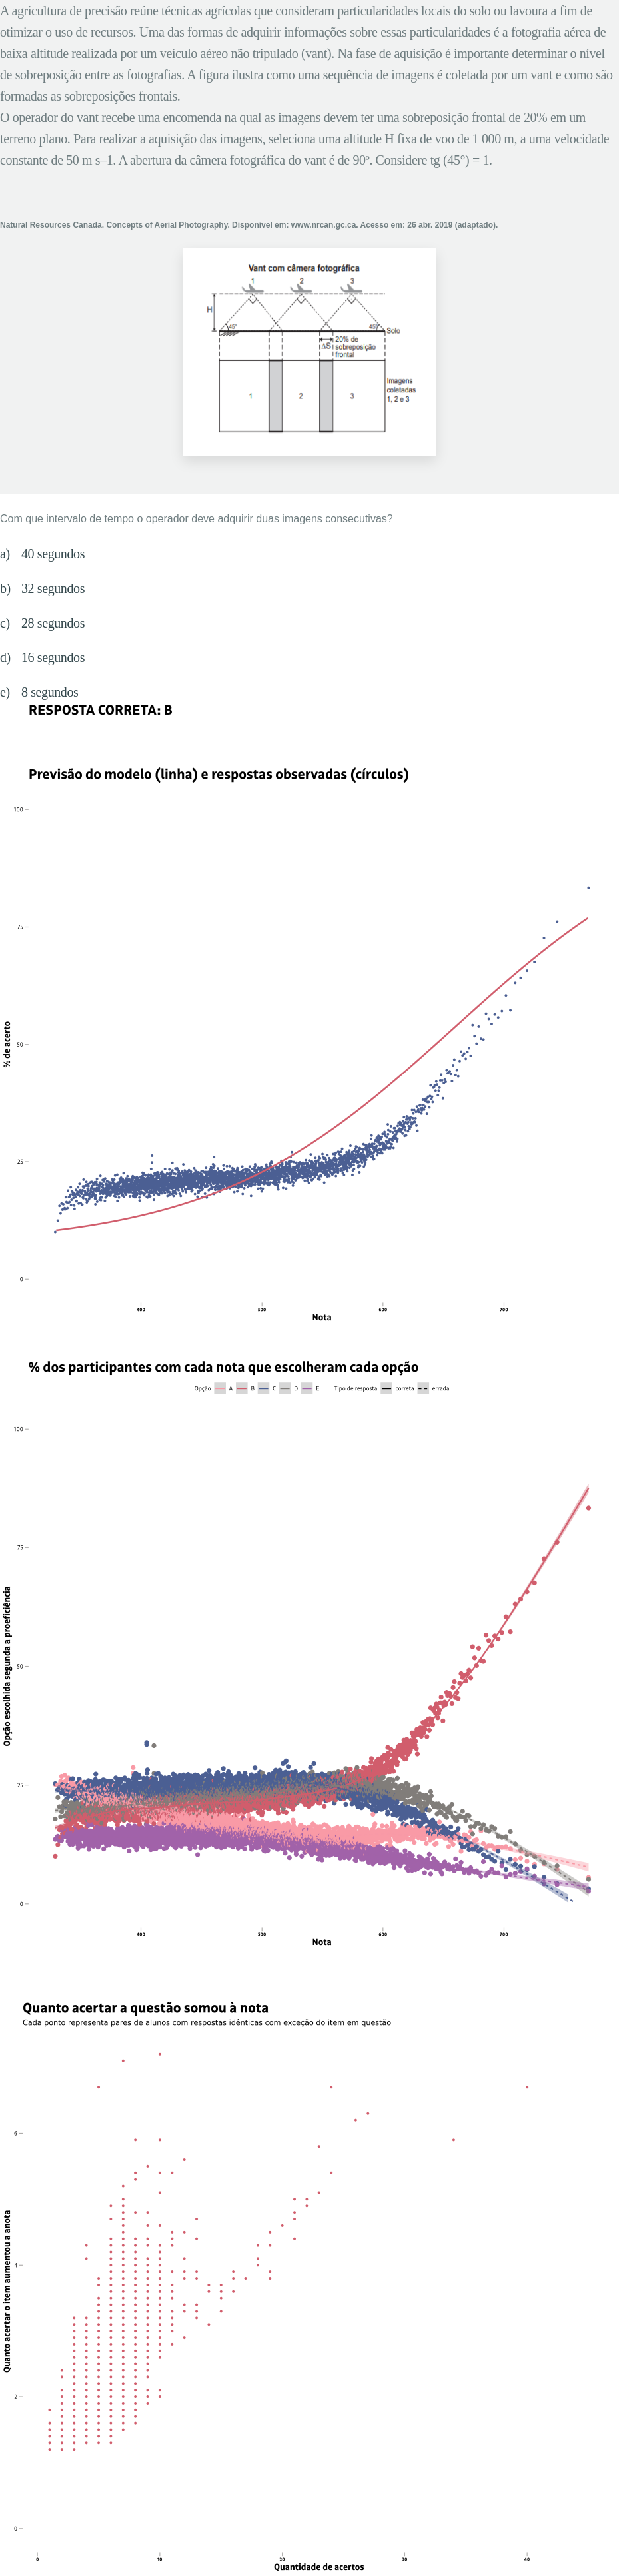 A agricultura de precisão reúne técnicas agrícolas que consideram particularidades locais do solo ou lavoura a fim de
otimizar o uso de recursos. Uma das formas de adquirir informações sobre essas particularidades é a fotografia aérea de
baixa altitude realizada por um veículo aéreo não tripulado (vant). Na fase de aquisição é importante determinar o nível
de sobreposição entre as fotografias. A figura ilustra como uma sequência de imagens é coletada por um vant e como são
formadas as sobreposições frontais.
O operador do vant recebe uma encomenda na qual as imagens devem ter uma sobreposição frontal de 20% em um
terreno plano. Para realizar a aquisição das imagens, seleciona uma altitude H fixa de voo de 1 000 m, a uma velocidade
constante de 50 m s–1. A abertura da câmera fotográfica do vant é de 90º. Considere tg (45°) = 1.
Natural Resources Canada. Concepts of Aerial Photography. Disponível em: www.nrcan.gc.ca. Acesso em: 26 abr. 2019 (adaptado).
Vant com câmera fotográfica
1 2 3
H
45° 45°
Solo
ΔS 20% de
sobreposição
frontal
1 2 3
Imagens
coletadas
1, 2 e 3
Com que intervalo de tempo o operador deve adquirir duas imagens consecutivas?
a) 40 segundos
b) 32 segundos
c) 28 segundos
d) 16 segundos
e) 8 segundos
RESPOSTA CORRETA: B
Previsão do modelo (linha) e respostas observadas (círculos)
100
75
50
25
0
% de acerto
400 500 600 700
Nota
% dos participantes com cada nota que escolheram cada opção
Opção A B C D E Tipo de resposta correta errada
100
75
50
25
0
Opção escolhida segunda a proeficiência
400 500 600 700
Nota
Quanto acertar a questão somou à nota
Cada ponto representa pares de alunos com respostas idênticas com exceção do item em questão
6
4
2
0
Quanto acertar o item aumentou a anota
0 10 20 30 40
Quantidade de acertos